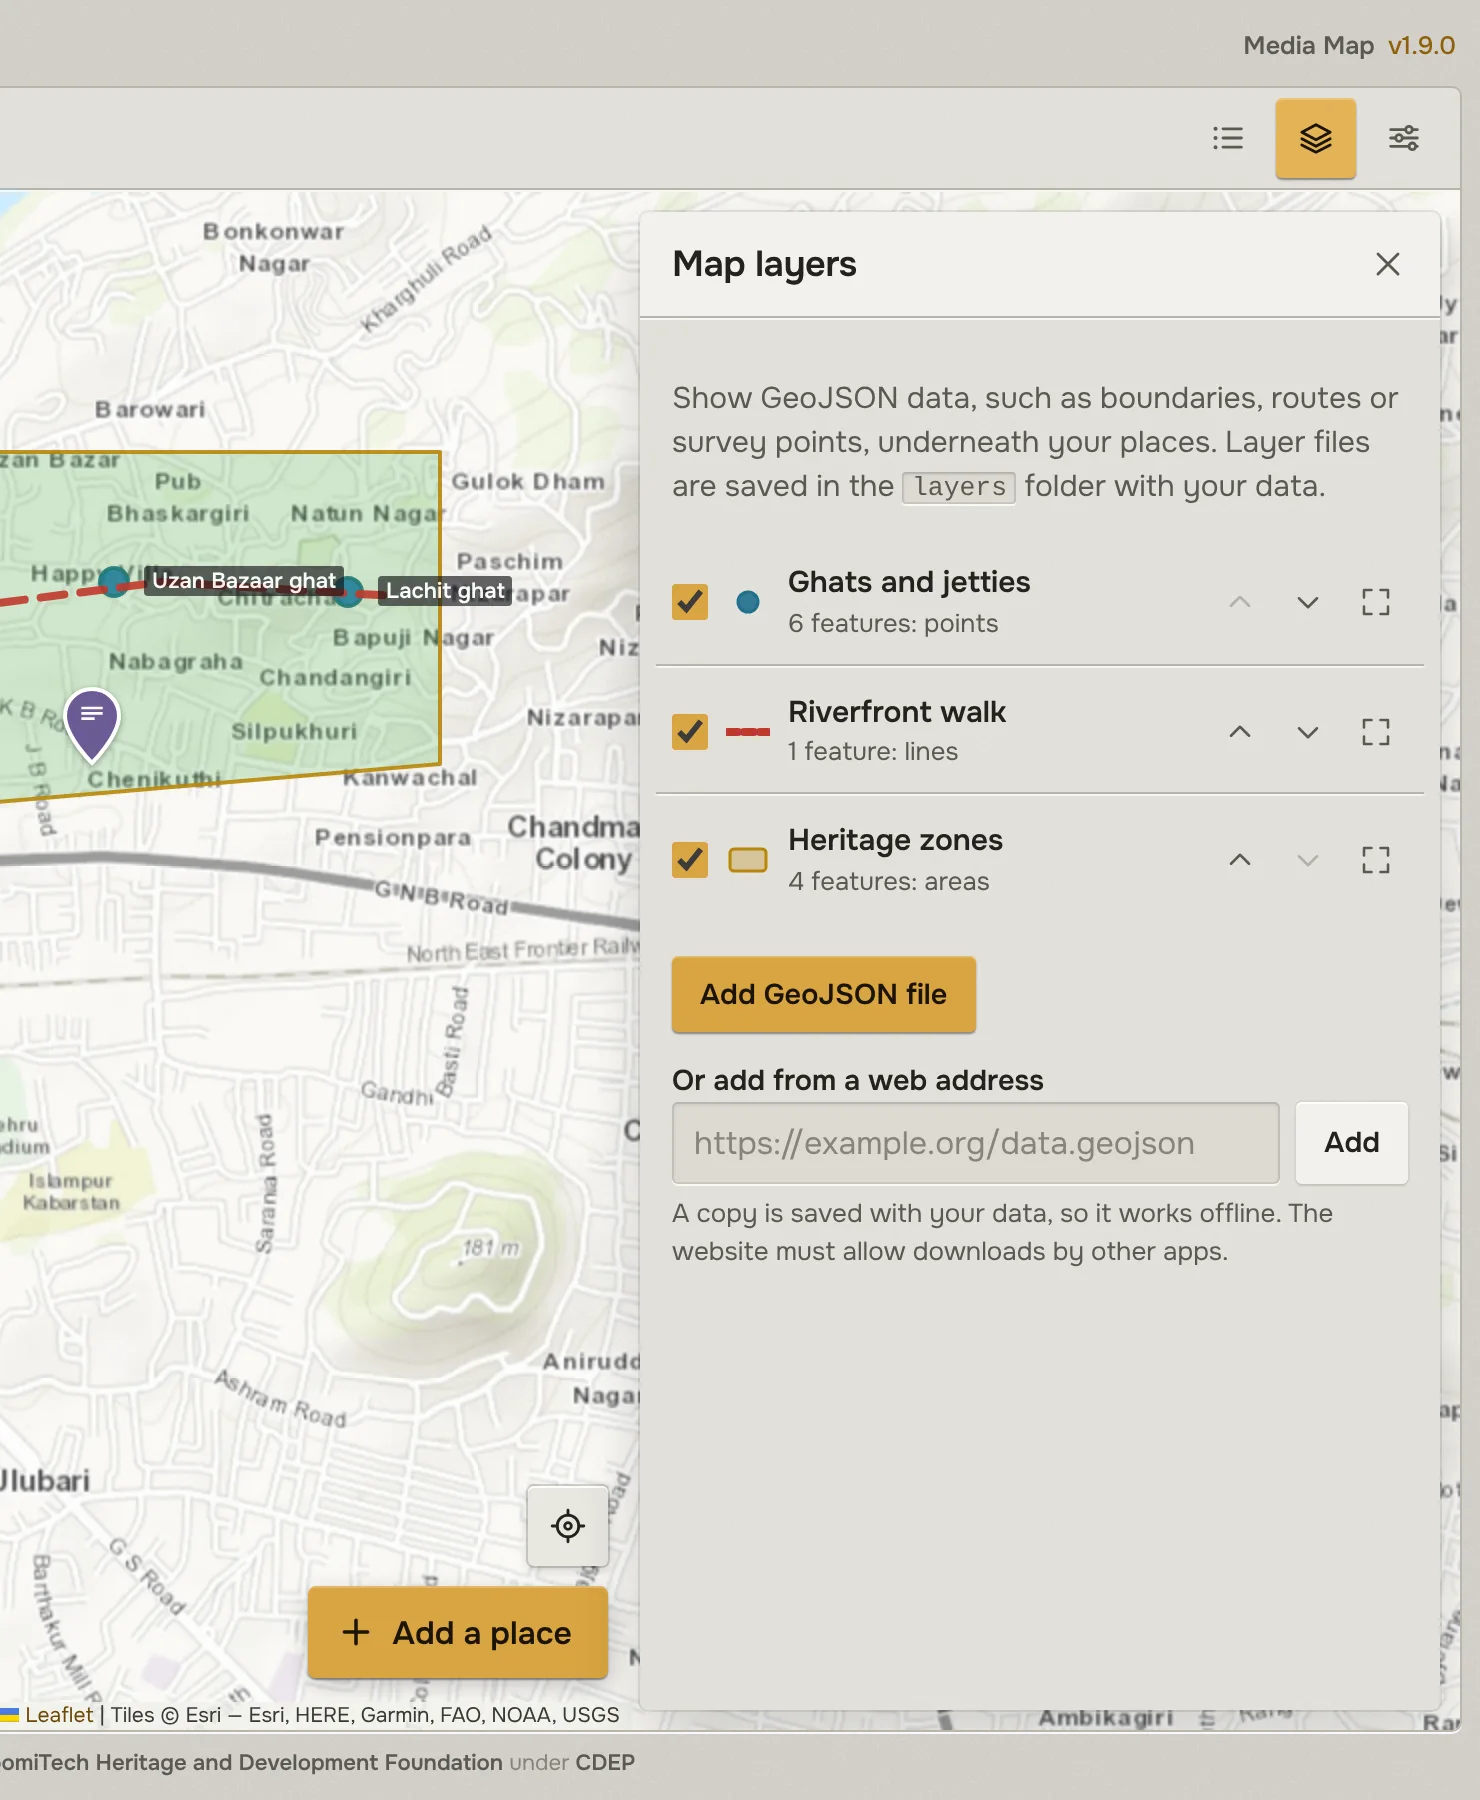 Media Map v1.9.0
Bonkonwar
Nagar
Kharghuli Road
Barowari
Pub
Bhaskargiri
Natun Nagar
Gulok Dham
Paschim
Uzan Bazaar ghat
Lachit ghat
Bapuji Nagar
Nabagraha
Chandangiri
Silpukhuri
Chenikuthi
Kanwachal
J B Road
Pensionpara
Colony
G N B Road
North East Frontier
Basti Road
Gandhi
Sarania Road
Islampur
Kabarstan
181 m
Ashram Road
G S Road
Barthakur Mill
Add a place
Leaflet | Tiles © Esri — Esri, HERE, Garmin, FAO, NOAA, USGS
Map layers
Show GeoJSON data, such as boundaries, routes or
survey points, underneath your places. Layer files
are saved in the layers folder with your data.
Ghats and jetties
6 features: points
Riverfront walk
1 feature: lines
Heritage zones
4 features: areas
Add GeoJSON file
Or add from a web address
https://example.org/data.geojson
Add
A copy is saved with your data, so it works offline. The
website must allow downloads by other apps.
Ambikagiri
Heritage and Development Foundation under CDEP